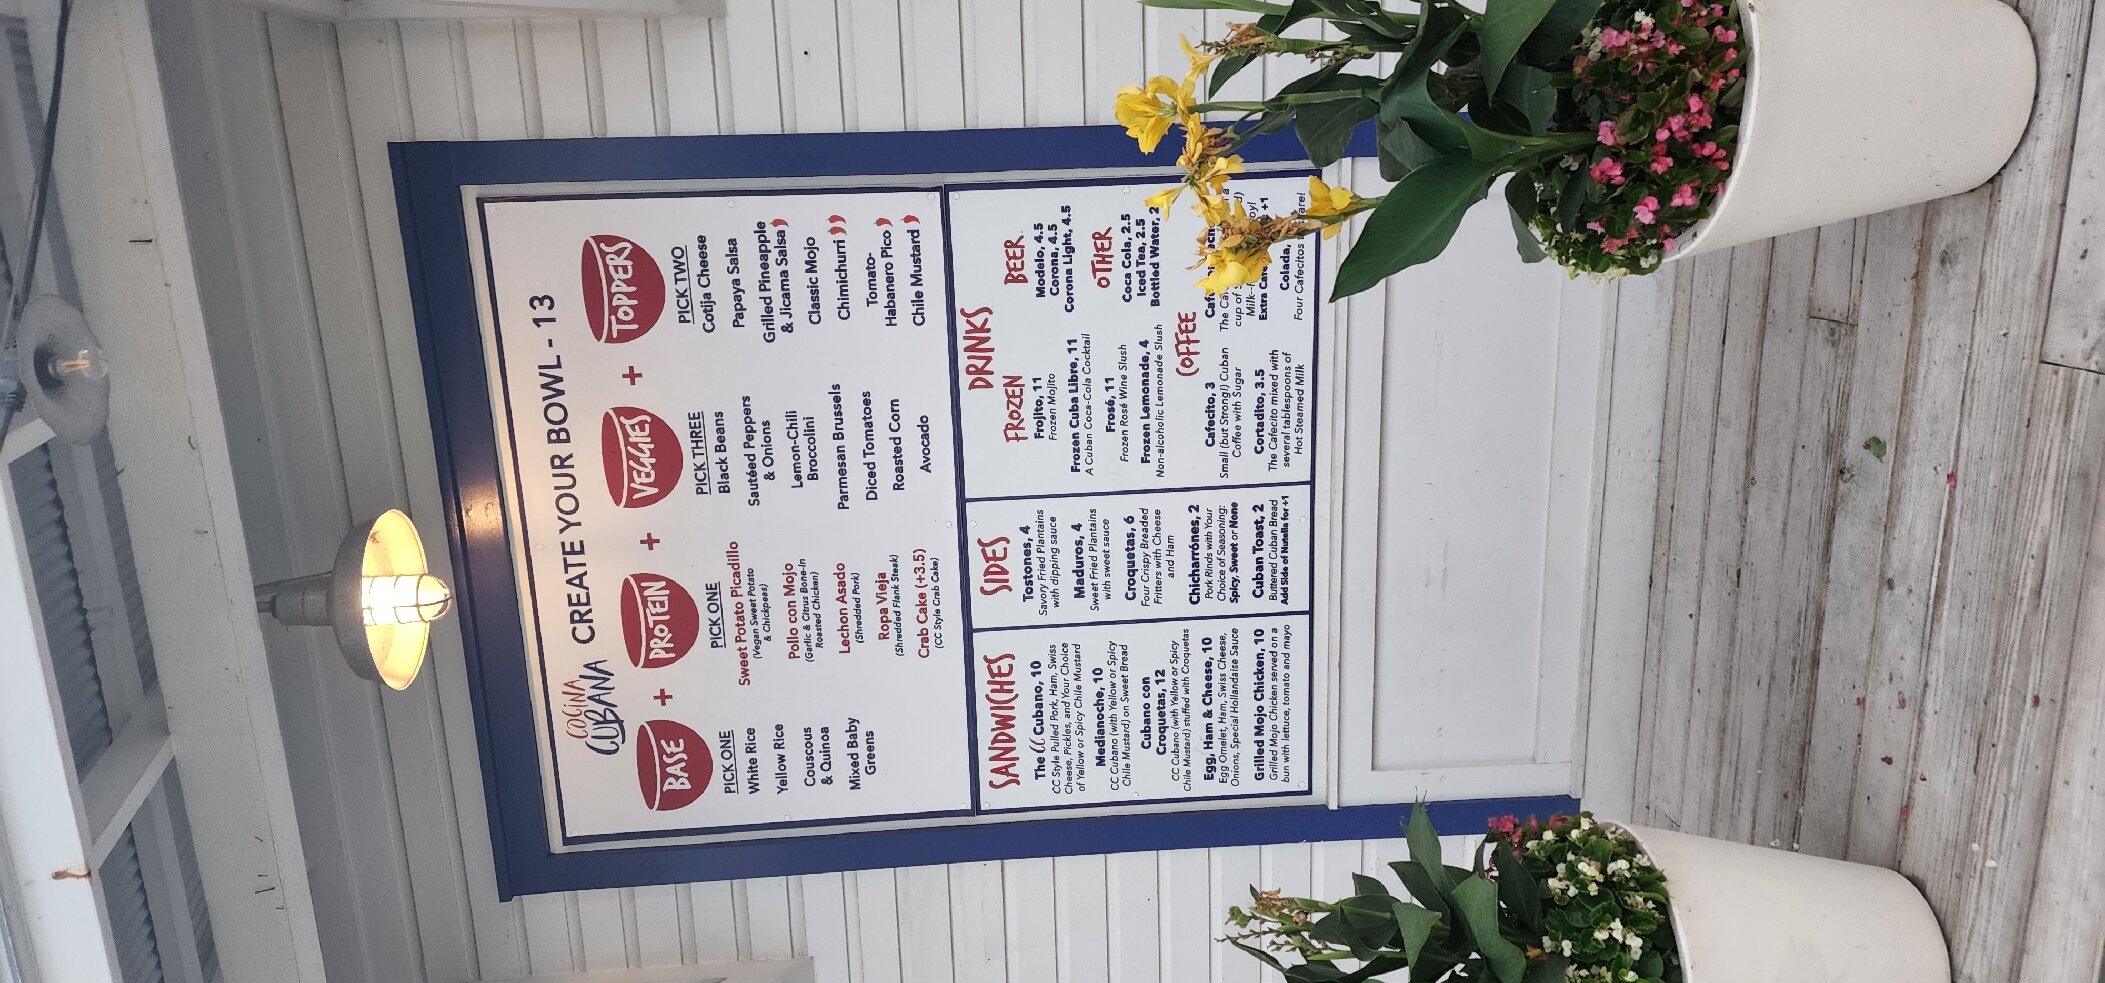 COCINA
CUBANA CREATE YOUR BOWL - 13
BASE + PROTEIN + VEGGIES + TOPPERS
PICK ONE
White Rice
Yellow Rice
Couscous
& Quinoa
Mixed Baby
Greens
PICK ONE
Sweet Potato Picadillo
(Vegan Sweet Potato
& Chickpeas)
Pollo con Mojo
(Garlic & Citrus Bone-In
Roasted Chicken)
Lechon Asado
(Shredded Pork)
Ropa Vieja
(Shredded Flank Steak)
Crab Cake (+3.5)
(CC Style Crab Cake)
PICK THREE
Black Beans
Sautéed Peppers
& Onions
Lemon-Chili
Broccolini
Parmesan Brussels
Diced Tomatoes
Roasted Corn
Avocado
PICK TWO
Cotija Cheese
Papaya Salsa
Grilled Pineapple
& Jicama Salsa
Classic Mojo
Chimichurri
Tomato-
Habanero Pico
Chile Mustard
SANDWICHES
The CC Cubano, 10
CC Style Pulled Pork, Ham, Swiss
Cheese, Pickles, and Your Choice
of Yellow or Spicy Chile Mustard
Medianoche, 10
CC Cubano (with Yellow or Spicy
Chile Mustard) on Sweet Bread
Cubano con
Croquetas, 12
CC Cubano (with Yellow or Spicy
Chile Mustard) stuffed with Croquetas
Egg, Ham & Cheese, 10
Egg Omelet, Ham, Swiss Cheese,
Onions, Special Hollandaise Sauce
Grilled Mojo Chicken, 10
Grilled Mojo Chicken served on a
bun with lettuce, tomato and mayo
SIDES
Tostones, 4
Savory Fried Plantains
with dipping sauce
Maduros, 4
Sweet Fried Plantains
with sweet sauce
Croquetas, 6
Four Crispy Breaded
Fritters with Cheese
and Ham
Chicharrónes, 2
Pork Rinds with Your
Choice of Seasoning:
Spicy, Sweet or None
Cuban Toast, 2
Buttered Cuban Bread
Add Side of Nutella for +1
DRINKS
FROZEN
Frojito, 11
Frozen Mojito
Frozen Cuba Libre, 11
A Cuban Coca-Cola Cocktail
Frosé, 11
Frozen Rosé Wine Slush
Frozen Lemonade, 4
Non-alcoholic Lemonade Slush
BEER
Modelo, 4.5
Corona, 4.5
Corona Light, 4.5
OTHER
Coca Cola, 2.5
Iced Tea, 2.5
Bottled Water, 2
COFFEE
Cafecito, 3
Small (but Strong!) Cuban
Coffee with Sugar
Cortadito, 3.5
The Cafecito mixed with
several tablespoons of
Hot Steamed Milk
The
cup of
Extra +1
Colada,
Four Cafecitos